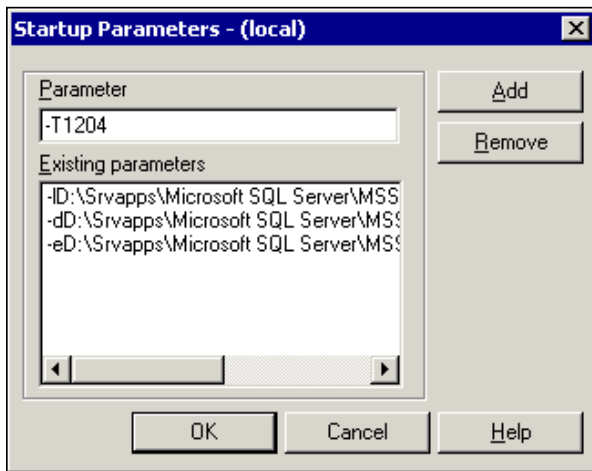 Startup Parameters - (local)
Parameter
Add
-T1204
Remove
Existing parameters
-lD:\Srvapps\Microsoft SQL Server\MSS
-dD:\Srvapps\Microsoft SQL Server\MSS
-eD:\Srvapps\Microsoft SQL Server\MSS
OK
Cancel
Help